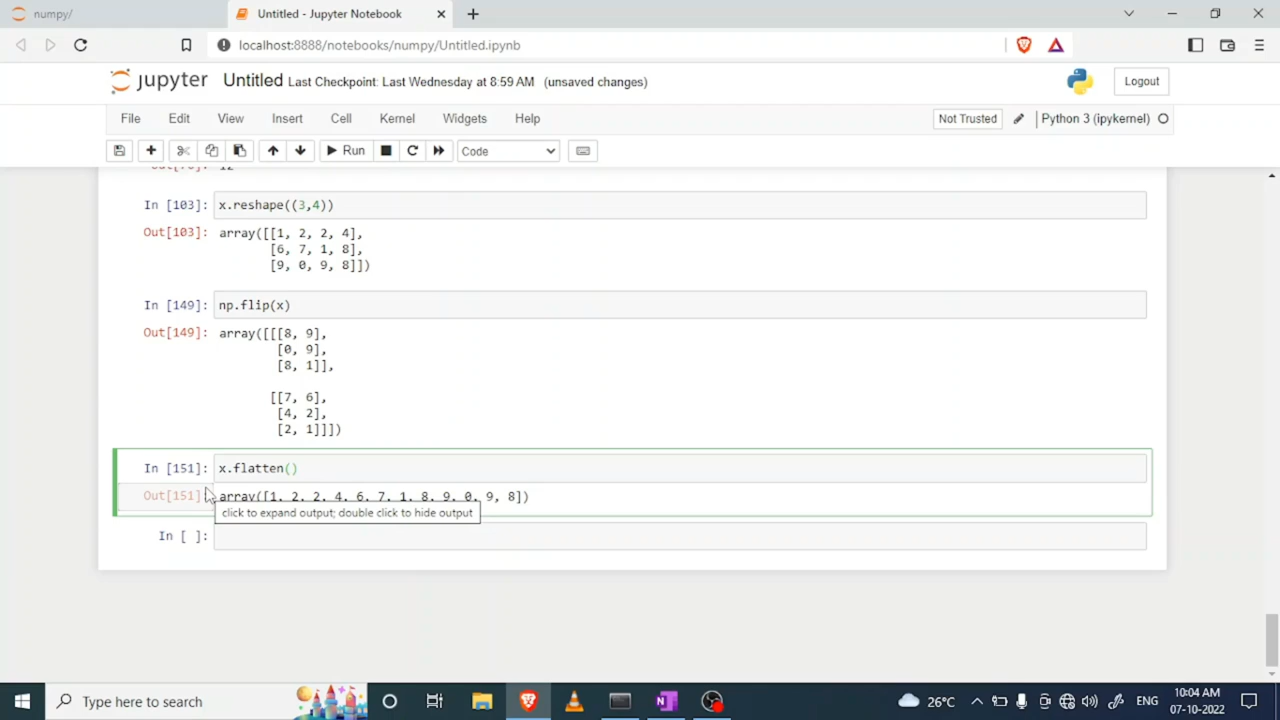 numpy/
Untitled - Jupyter Notebook
localhost:8888/notebooks/numpy/Untitled.ipynb
jupyter Untitled Last Checkpoint: Last Wednesday at 8:59 AM (unsaved changes)
Logout
File Edit View Insert Cell Kernel Widgets Help
Not Trusted
Python 3 (ipykernel)
Run
Code
In [103]: x.reshape((3,4))
Out[103]: array([[1, 2, 2, 4],
[6, 7, 1, 8],
[9, 0, 9, 8]])
In [149]: np.flip(x)
Out[149]: array([[[8, 9],
[0, 9],
[8, 1]],
[[7, 6],
[4, 2],
[2, 1]]])
In [151]: x.flatten()
Out[151]: array([1, 2, 2, 4, 6, 7, 1, 8, 9, 0, 9, 8])
click to expand output; double click to hide output
In [ ]:
Type here to search
26°C
ENG
10:04 AM
07-10-2022